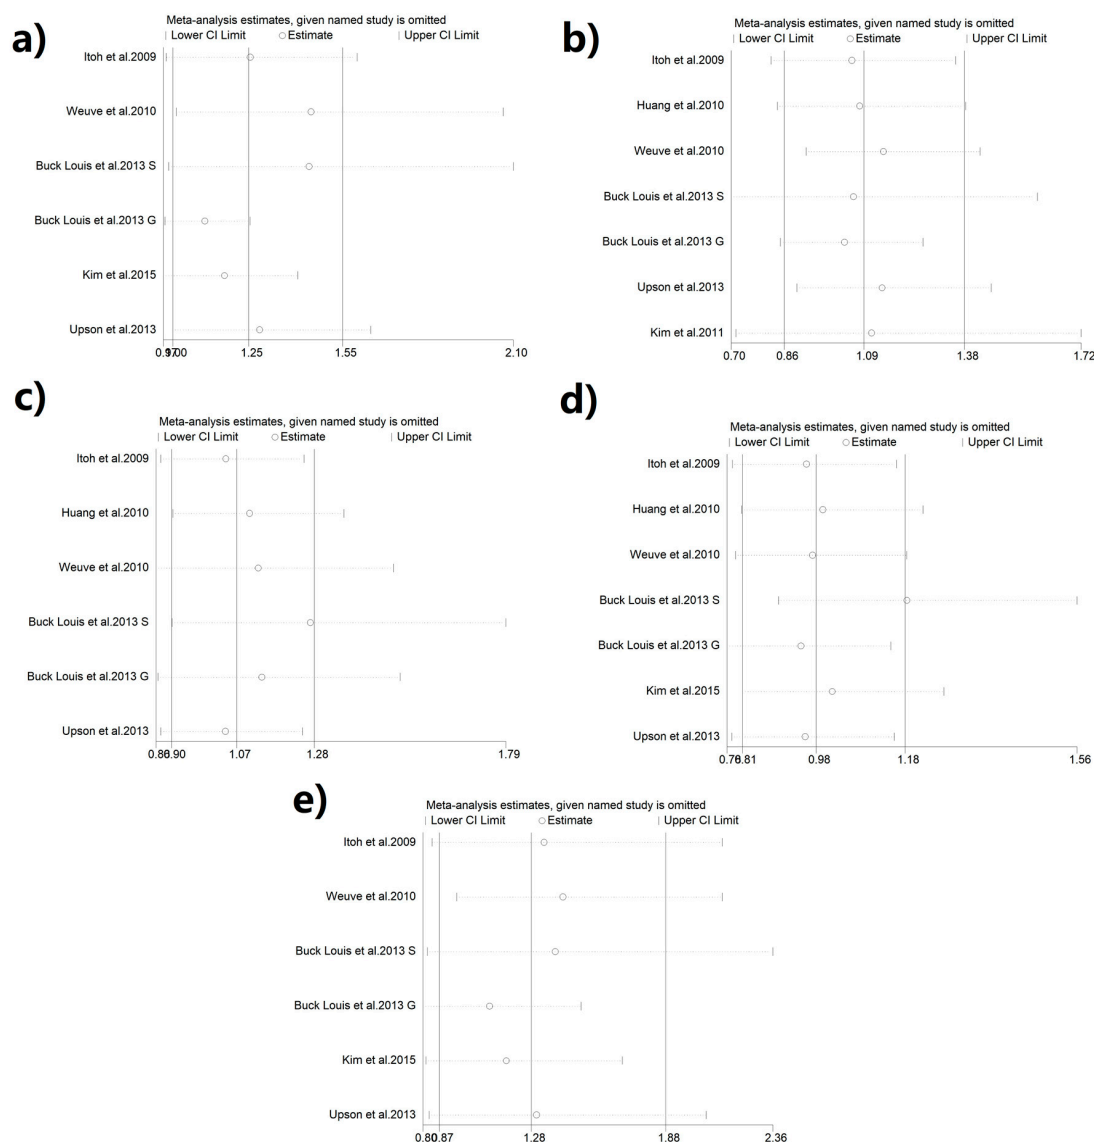 a)
Meta-analysis estimates, given named study is omitted
Lower CI Limit Estimate Upper CI Limit
Itoh et al.2009
Weuve et al.2010
Buck Louis et al.2013 S
Buck Louis et al.2013 G
Kim et al.2015
Upson et al.2013
0.97 1.00 1.25 1.55 2.10
b)
Meta-analysis estimates, given named study is omitted
Lower CI Limit Estimate Upper CI Limit
Itoh et al.2009
Huang et al.2010
Weuve et al.2010
Buck Louis et al.2013 S
Buck Louis et al.2013 G
Upson et al.2013
Kim et al.2011
0.70 0.86 1.09 1.38 1.72
c)
Meta-analysis estimates, given named study is omitted
Lower CI Limit Estimate Upper CI Limit
Itoh et al.2009
Huang et al.2010
Weuve et al.2010
Buck Louis et al.2013 S
Buck Louis et al.2013 G
Upson et al.2013
0.86 0.90 1.07 1.28 1.79
d)
Meta-analysis estimates, given named study is omitted
Lower CI Limit Estimate Upper CI Limit
Itoh et al.2009
Huang et al.2010
Weuve et al.2010
Buck Louis et al.2013 S
Buck Louis et al.2013 G
Kim et al.2015
Upson et al.2013
0.76 0.81 0.98 1.18 1.56
e)
Meta-analysis estimates, given named study is omitted
Lower CI Limit Estimate Upper CI Limit
Itoh et al.2009
Weuve et al.2010
Buck Louis et al.2013 S
Buck Louis et al.2013 G
Kim et al.2015
Upson et al.2013
0.80 0.87 1.28 1.88 2.36